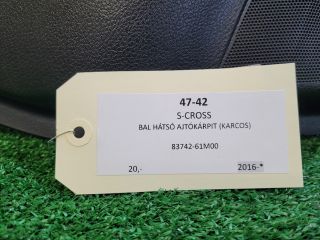 47-42
S-CROSS
BAL HÁTSÓ AJTÓKÁRPIT (KARCOS)
83742-61M00
20,- 2016-*